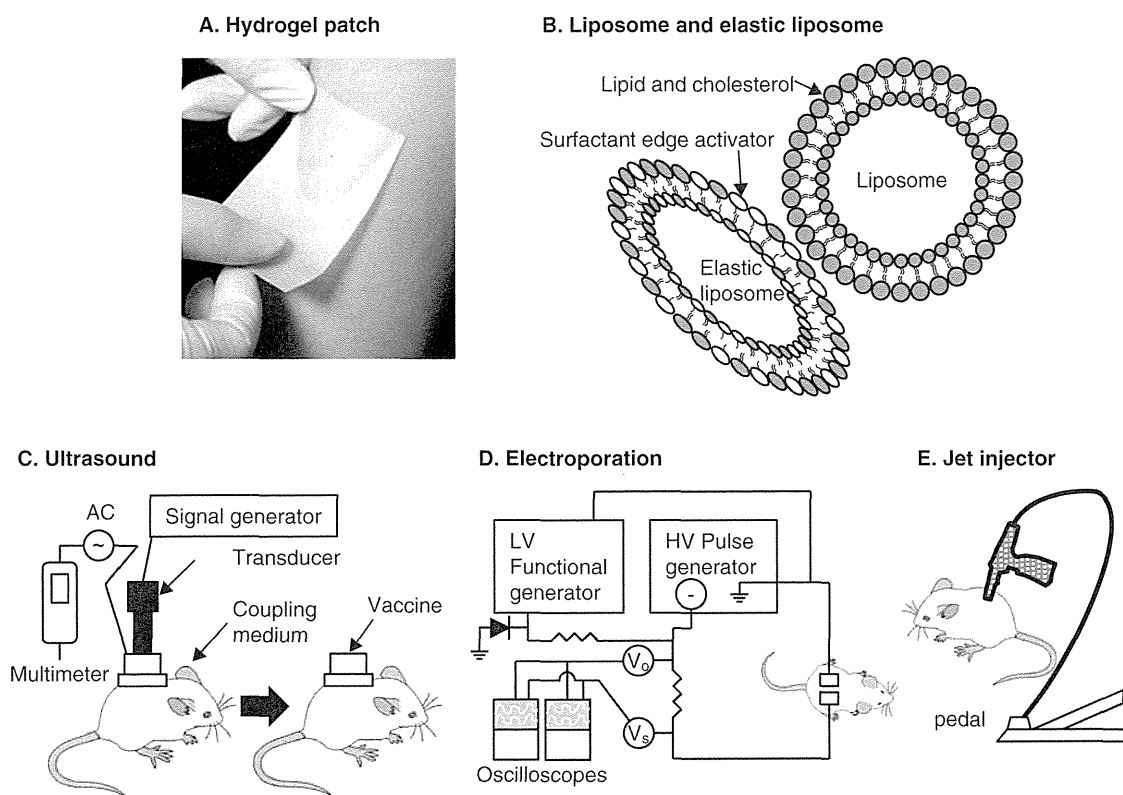 A. Hydrogel patch
B. Liposome and elastic liposome
Lipid and cholesterol
Surfactant edge activator
Liposome
Elastic
liposome
C. Ultrasound
AC
Signal generator
Transducer
Coupling
medium
Vaccine
Multimeter
~
D. Electroporation
LV
Functional
generator
HV Pulse
generator
-
Vo
Vs
Oscilloscopes
E. Jet injector
pedal